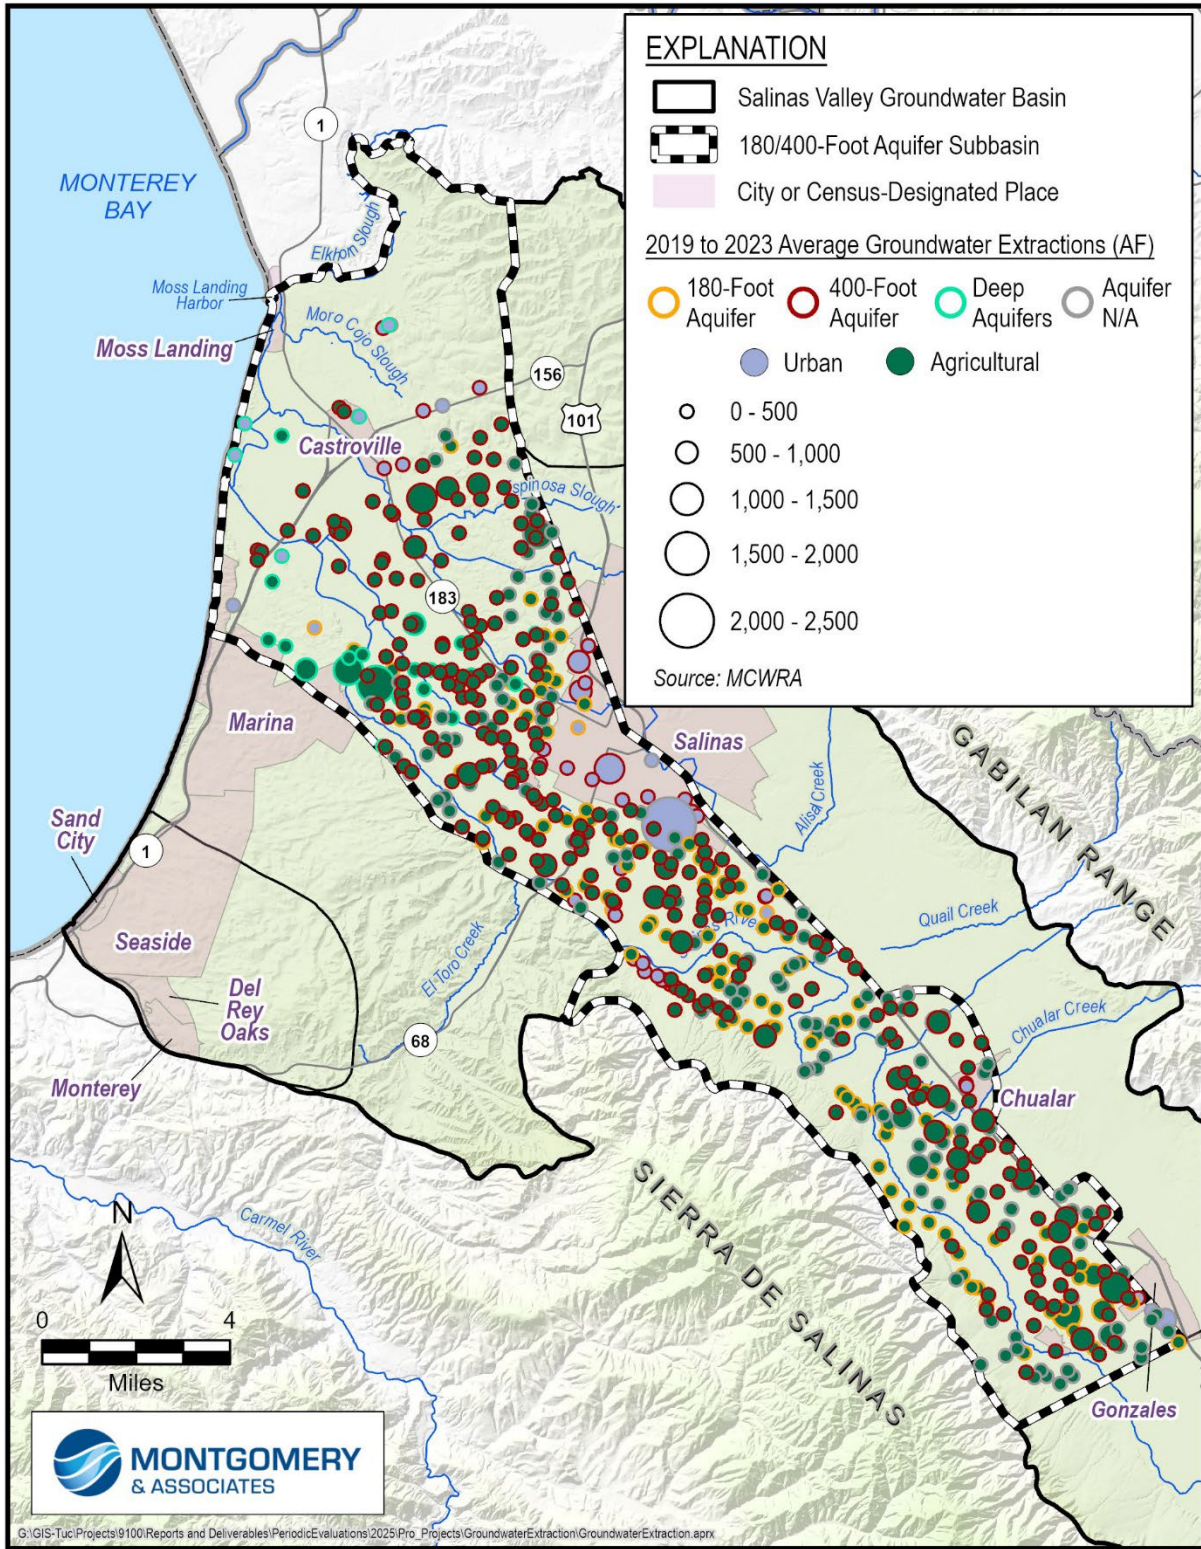 EXPLANATION
Salinas Valley Groundwater Basin
180/400-Foot Aquifer Subbasin
City or Census-Designated Place
2019 to 2023 Average Groundwater Extractions (AF)
180-Foot Aquifer
400-Foot Aquifer
Deep Aquifers
Aquifer N/A
Urban
Agricultural
0 - 500
500 - 1,000
1,000 - 1,500
1,500 - 2,000
2,000 - 2,500
Source: MCWRA
1
MONTEREY
BAY
Elkhorn Slough
Moss Landing
Harbor
Moro Cojo Slough
Moss Landing
156
101
Castroville
spinosa Slough
183
Marina
Salinas
GABILAN RANGE
Alisal Creek
Sand
City
1
Seaside
Quail Creek
El Toro Creek
Del
Rey
Oaks
Chualar Creek
68
Monterey
Chualar
SIERRA DE SALINAS
Carmel River
N
0 4
Miles
Gonzales
MONTGOMERY
& ASSOCIATES
G:\GIS-Tuc\Projects\9100\Reports and Deliverables\PeriodicEvaluations\2025\Pro_Projects\GroundwaterExtraction\GroundwaterExtraction.aprx